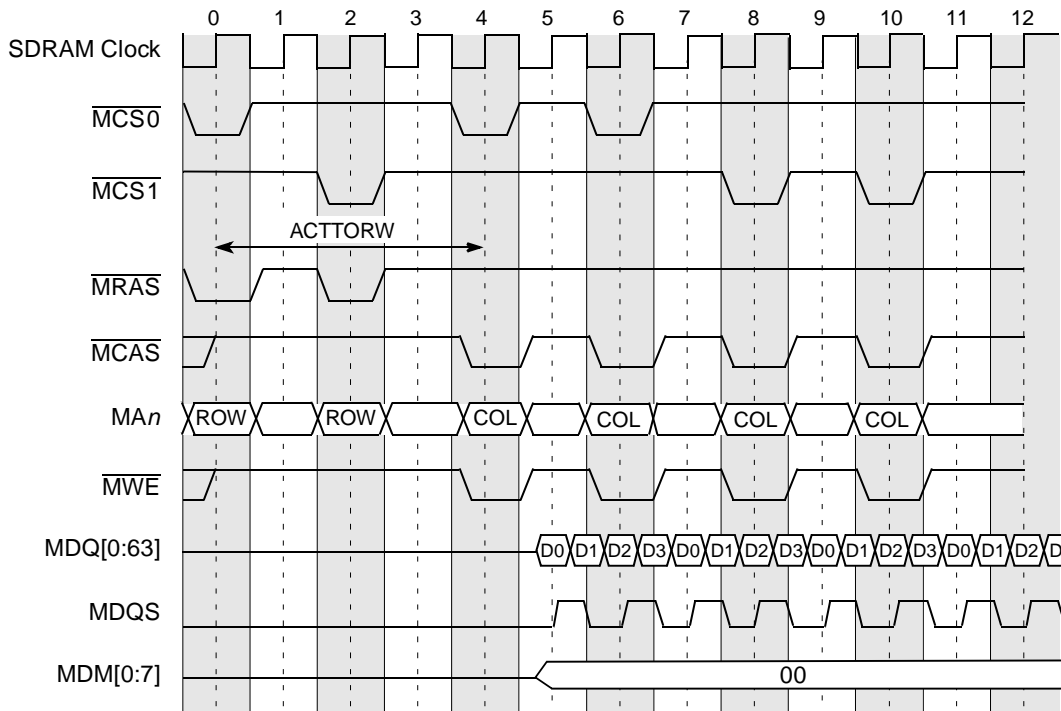 0 1 2 3 4 5 6 7 8 9 10 11 12
SDRAM Clock
MCS0
MCS1
ACTTORW
MRAS
MCAS
MAn ROW ROW COL COL COL COL
MWE
MDQ[0:63] D0 D1 D2 D3 D0 D1 D2 D3 D0 D1 D2 D3 D0 D1 D2 D
MDQS
MDM[0:7] 00